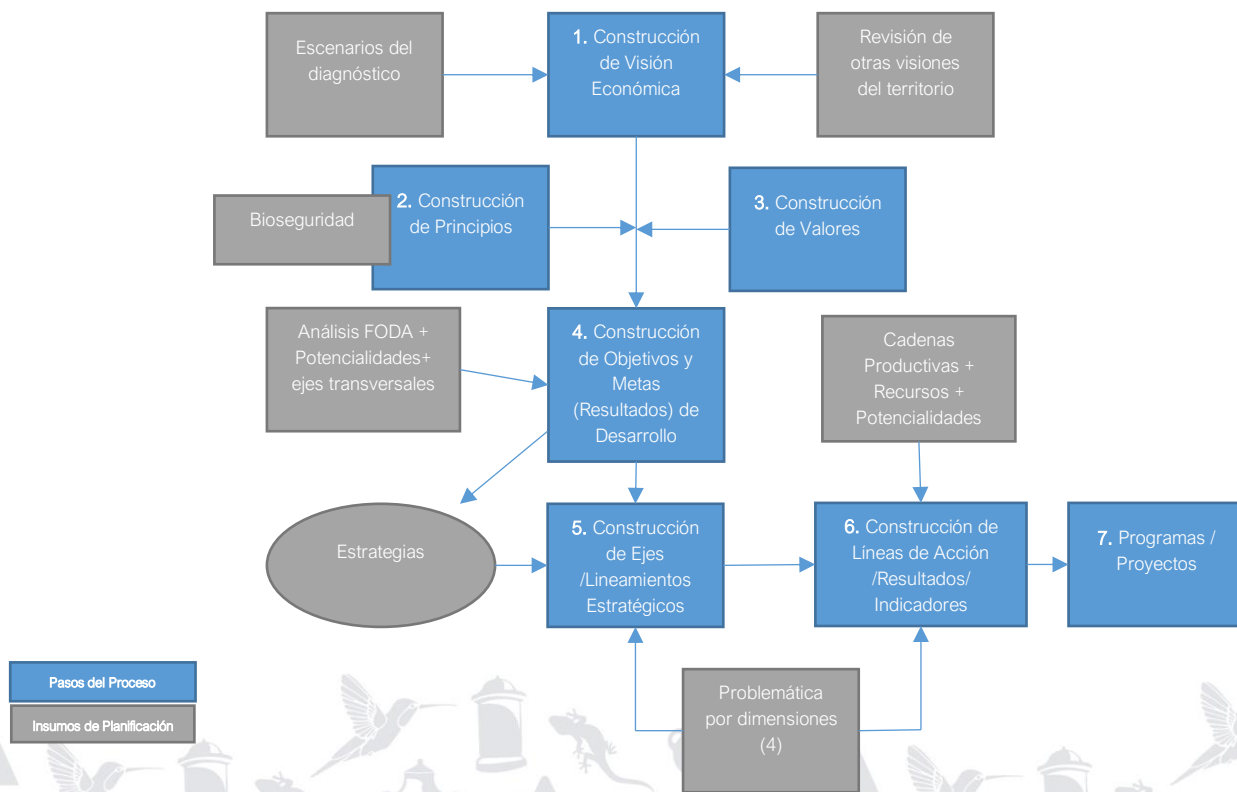 Escenarios del
diagnóstico
1. Construcción
de Visión
Económica
Revisión de
otras visiones
del territorio
Bioseguridad
2. Construcción
de Principios
3. Construcción
de Valores
Análisis FODA +
Potencialidades+
ejes transversales
4. Construcción
de Objetivos y
Metas
(Resultados) de
Desarrollo
Cadenas
Productivas +
Recursos +
Potencialidades
Estrategias
5. Construcción
de Ejes
/Lineamientos
Estratégicos
6. Construcción de
Líneas de Acción
/Resultados/
Indicadores
7. Programas /
Proyectos
Pasos del Proceso
Insumos de Planificación
Problemática
por dimensiones
(4)